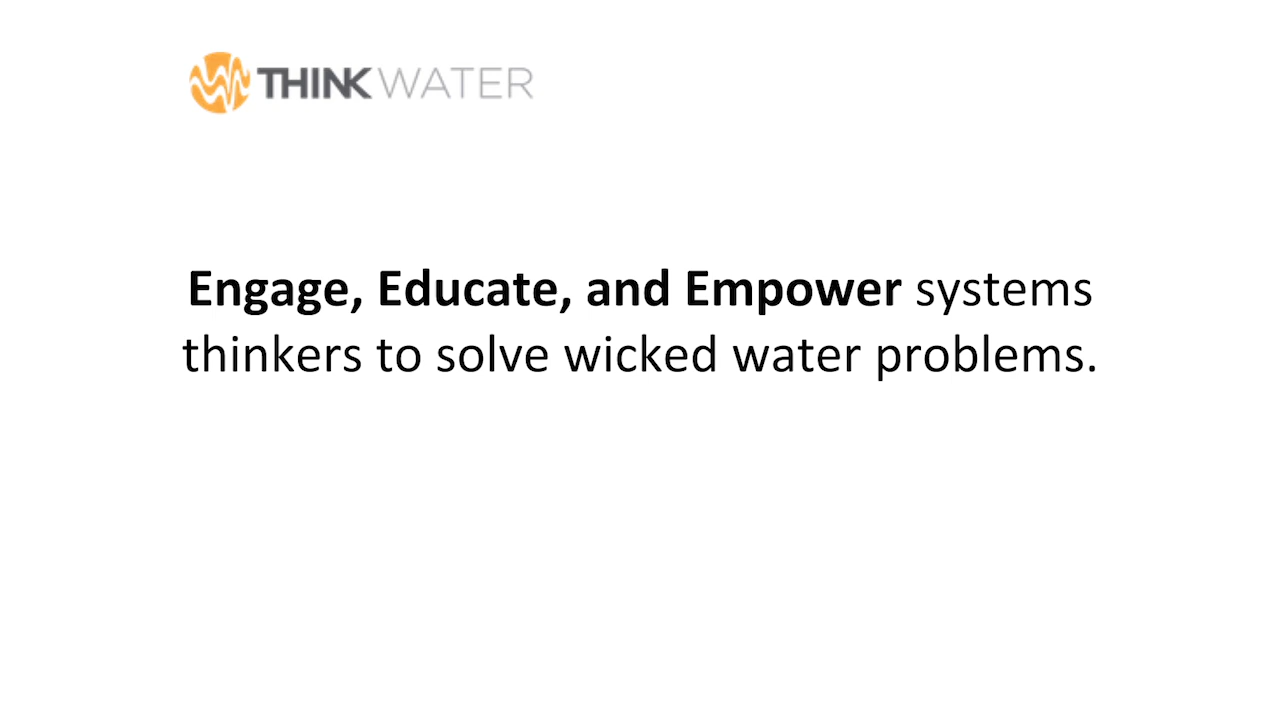 THINK WATER
Engage, Educate, and Empower systems
thinkers to solve wicked water problems.